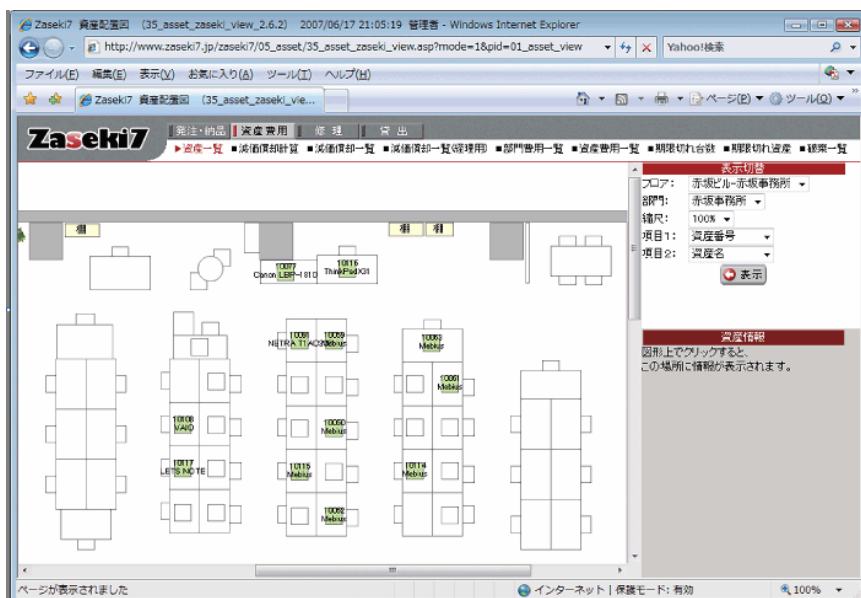 Zaseki7 資産配置図 (35_asset_zaseki_view_2.6.2) 2007/06/17 21:05:19 管理者 - Windows Internet Explorer
http://www.zaseki7.jp/zaseki7/05_asset/35_asset_zaseki_view.asp?mode=1&pid=01_asset_view
Yahoo!検索
ファイル(F) 編集(E) 表示(V) お気に入り(A) ツール(T) ヘルプ(H)
Zaseki7 資産配置図 (35_asset_zaseki_vie...
ページ(P) ツール(O)
Zaseki7
発注・納品 資産費用 修 理 貸 出
▶資産一覧 ■減価償却計算 ■減価償却一覧 ■減価償却一覧(経理用) ■部門費用一覧 ■資産費用一覧 ■期限切れ台数 ■期限切れ資産 ■破棄一覧
表示切替
フロア: 赤坂ビル-赤坂事務所
部門: 赤坂事務所
縮尺: 100%
項目1: 資産番号
項目2: 資産名
表示
資産情報
図形上でクリックすると、
この場所に情報が表示されます。
棚 棚 棚
10077 10116
Canon LBP-1810 ThinkPad X31
10059
NETRA T1 AC Mebius
10063
Mebius
10061
Mebius
10108
VAIO
10050
Mebius
10117
LETS NOTE
10115
Mebius
10114
Mebius
10062
Mebius
ページが表示されました
インターネット | 保護モード: 有効
100%